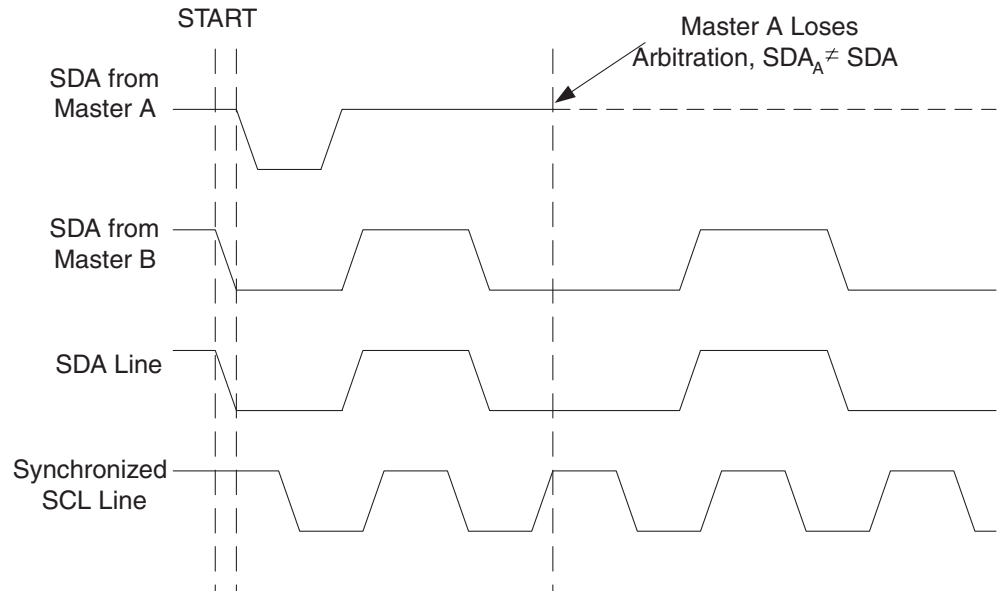 START
Master A Loses
Arbitration, SDA_A ≠ SDA
SDA from
Master A
SDA from
Master B
SDA Line
Synchronized
SCL Line